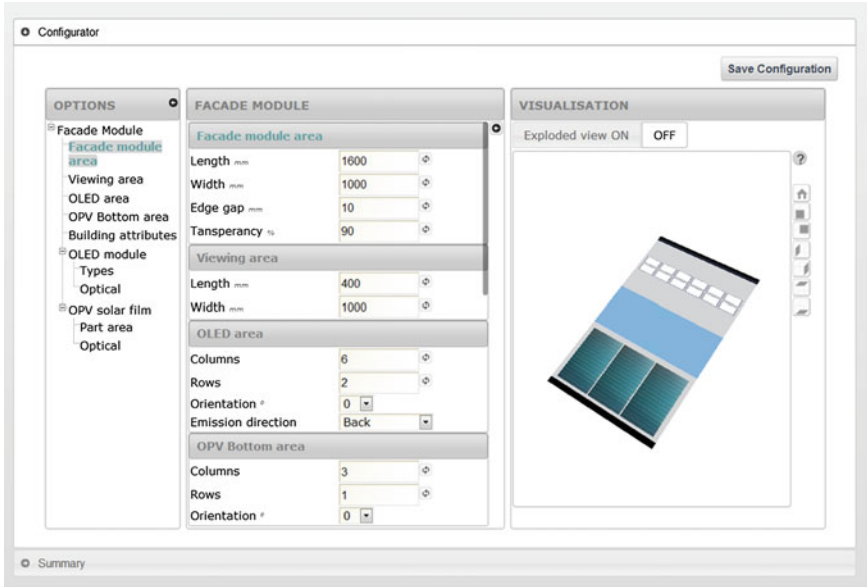 Configurator
Save Configuration
OPTIONS
Facade Module
Facade module
area
Viewing area
OLED area
OPV Bottom area
Building attributes
OLED module
Types
Optical
OPV solar film
Part area
Optical
FACADE MODULE
Facade module area
Length mm 1600
Width mm 1000
Edge gap mm 10
Tansperancy % 90
Viewing area
Length mm 400
Width mm 1000
OLED area
Columns 6
Rows 2
Orientation ° 0
Emission direction Back
OPV Bottom area
Columns 3
Rows 1
Orientation ° 0
VISUALISATION
Exploded view ON OFF
?
Summary